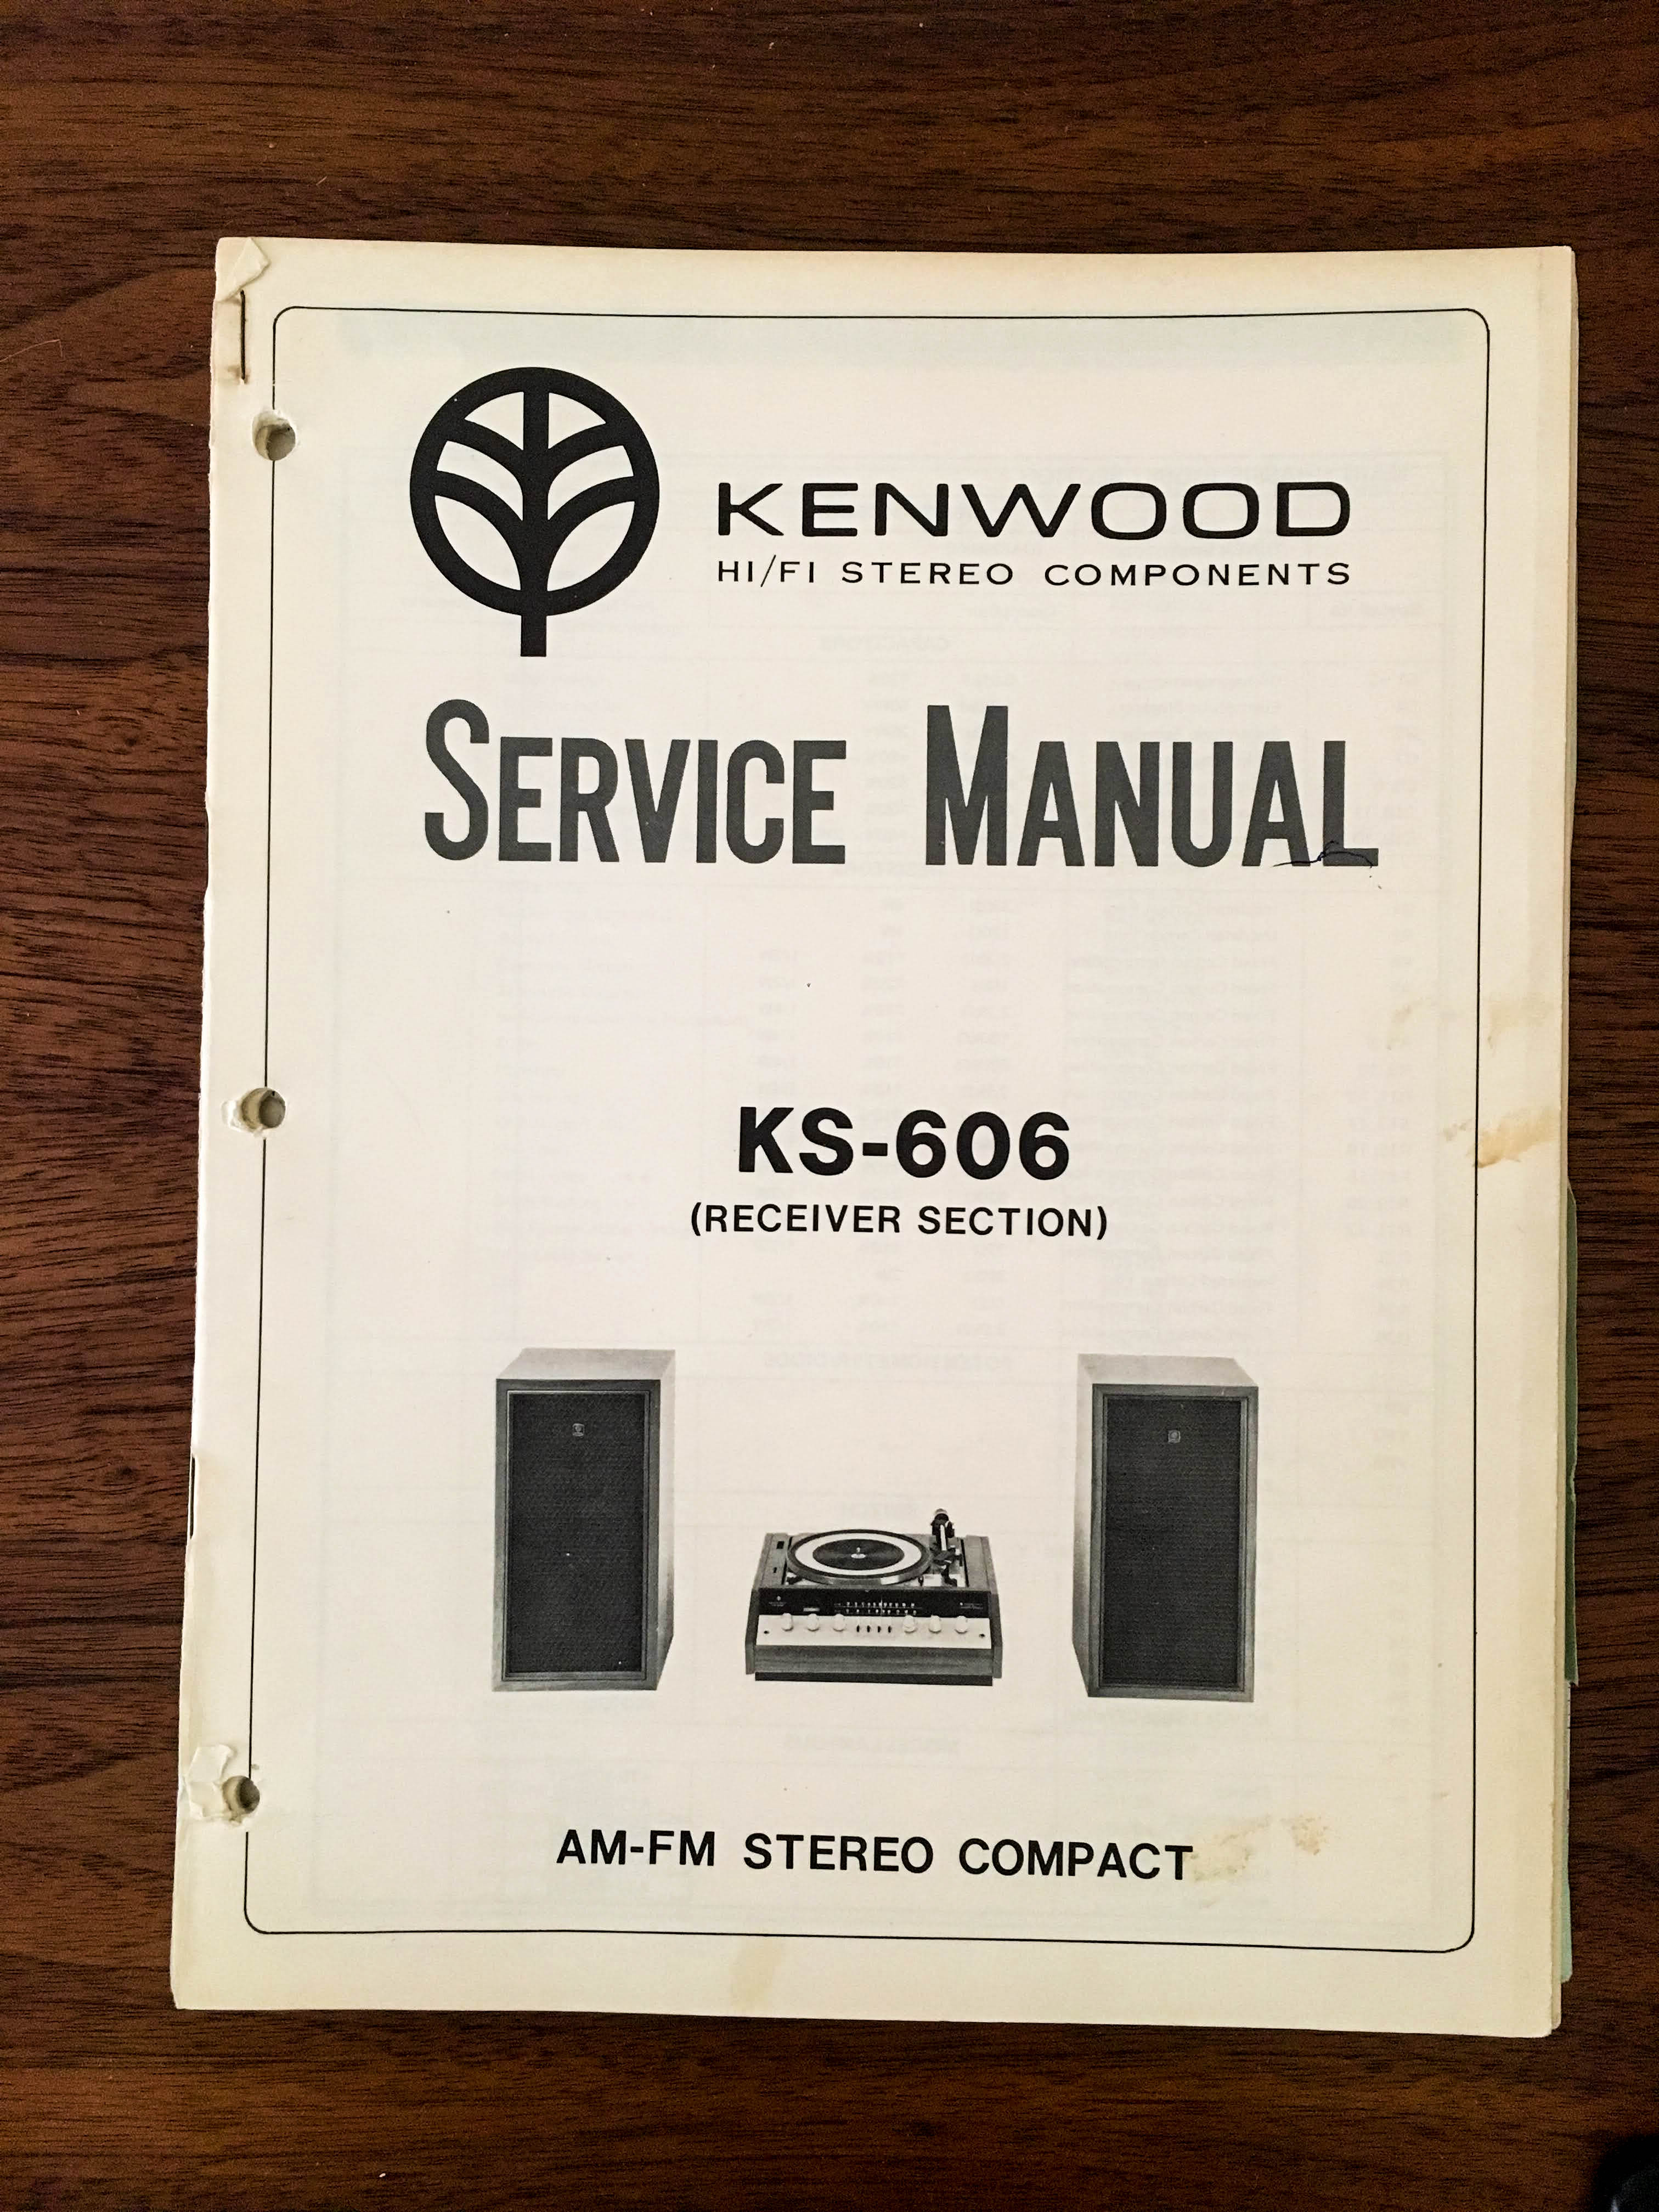 KENWOOD
HI/FI STEREO COMPONENTS
SERVICE MANUAL
KS-606
(RECEIVER SECTION)
AM-FM STEREO COMPACT